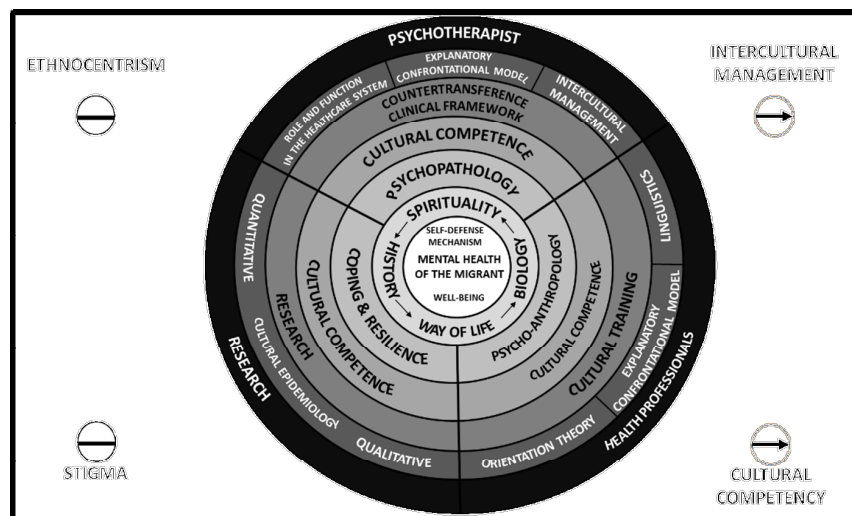 PSYCHOTHERAPIST
ETHNOCENTRISM
INTERCULTURAL
MANAGEMENT
ROLE AND FUNCTION
IN THE HEALTHCARE SYSTEM
EXPLANATORY
CONFRONTATIONAL MODEL
INTERCULTURAL
MANAGEMENT
COUNTERTRANSFERENCE
CLINICAL FRAMEWORK
CULTURAL COMPETENCE
PSYCHOPATHOLOGY
SPIRITUALITY
SELF-DEFENSE
MECHANISM
MENTAL HEALTH
OF THE MIGRANT
WELL-BEING
HISTORY
BIOLOGY
WAY OF LIFE
QUANTITATIVE
CULTURAL EPIDEMIOLOGY
QUALITATIVE
RESEARCH
CULTURAL COMPETENCE
COPING & RESILIENCE
PSYCHO-ANTHROPOLOGY
CULTURAL COMPETENCE
CULTURAL TRAINING
LINGUISTICS
EXPLANATORY
CONFRONTATIONAL MODEL
ORIENTATION THEORY
RESEARCH
HEALTH PROFESSIONALS
STIGMA
CULTURAL
COMPETENCY